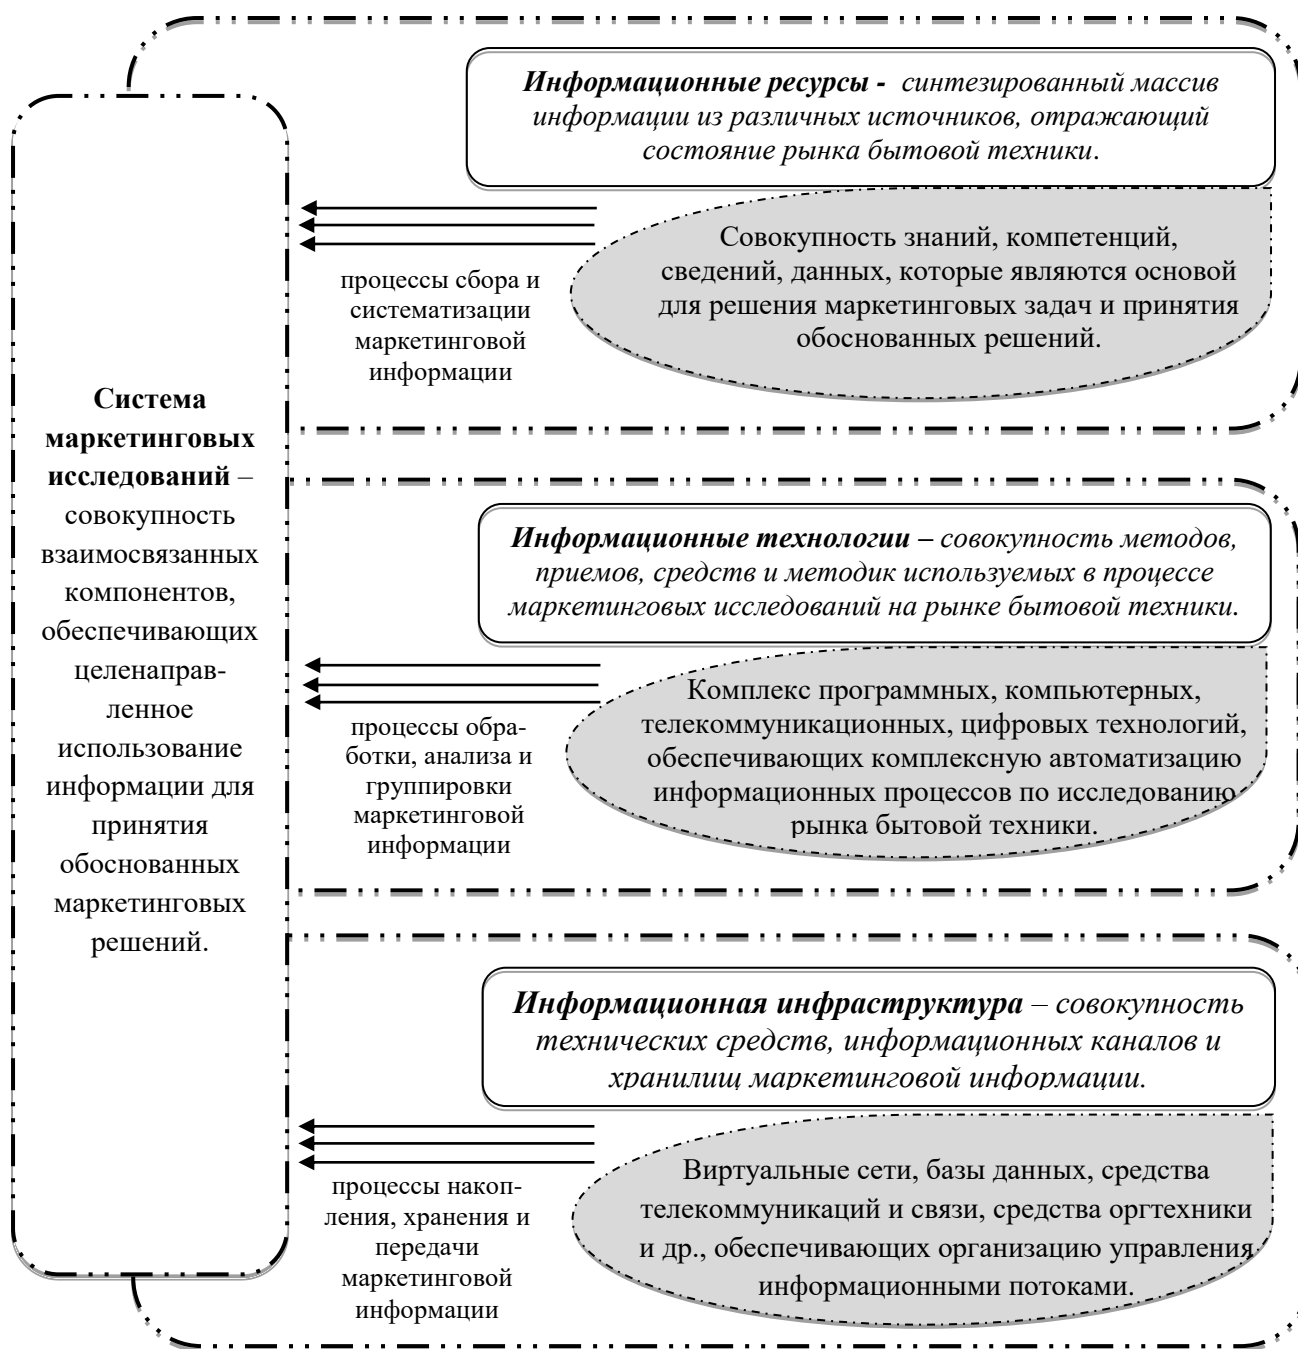 Система
маркетинговых
исследований –
совокупность
взаимосвязанных
компонентов,
обеспечивающих
целенаправ-
ленное
использование
информации для
принятия
обоснованных
маркетинговых
решений.
Информационные ресурсы - синтезированный массив
информации из различных источников, отражающий
состояние рынка бытовой техники.
процессы сбора и
систематизации
маркетинговой
информации
Совокупность знаний, компетенций,
сведений, данных, которые являются основой
для решения маркетинговых задач и принятия
обоснованных решений.
Информационные технологии – совокупность методов,
приемов, средств и методик используемых в процессе
маркетинговых исследований на рынке бытовой техники.
процессы обра-
ботки, анализа и
группировки
маркетинговой
информации
Комплекс программных, компьютерных,
телекоммуникационных, цифровых технологий,
обеспечивающих комплексную автоматизацию
информационных процессов по исследованию
рынка бытовой техники.
Информационная инфраструктура – совокупность
технических средств, информационных каналов и
хранилищ маркетинговой информации.
процессы накоп-
ления, хранения и
передачи
маркетинговой
информации
Виртуальные сети, базы данных, средства
телекоммуникаций и связи, средства оргтехники
и др., обеспечивающих организацию управления
информационными потоками.